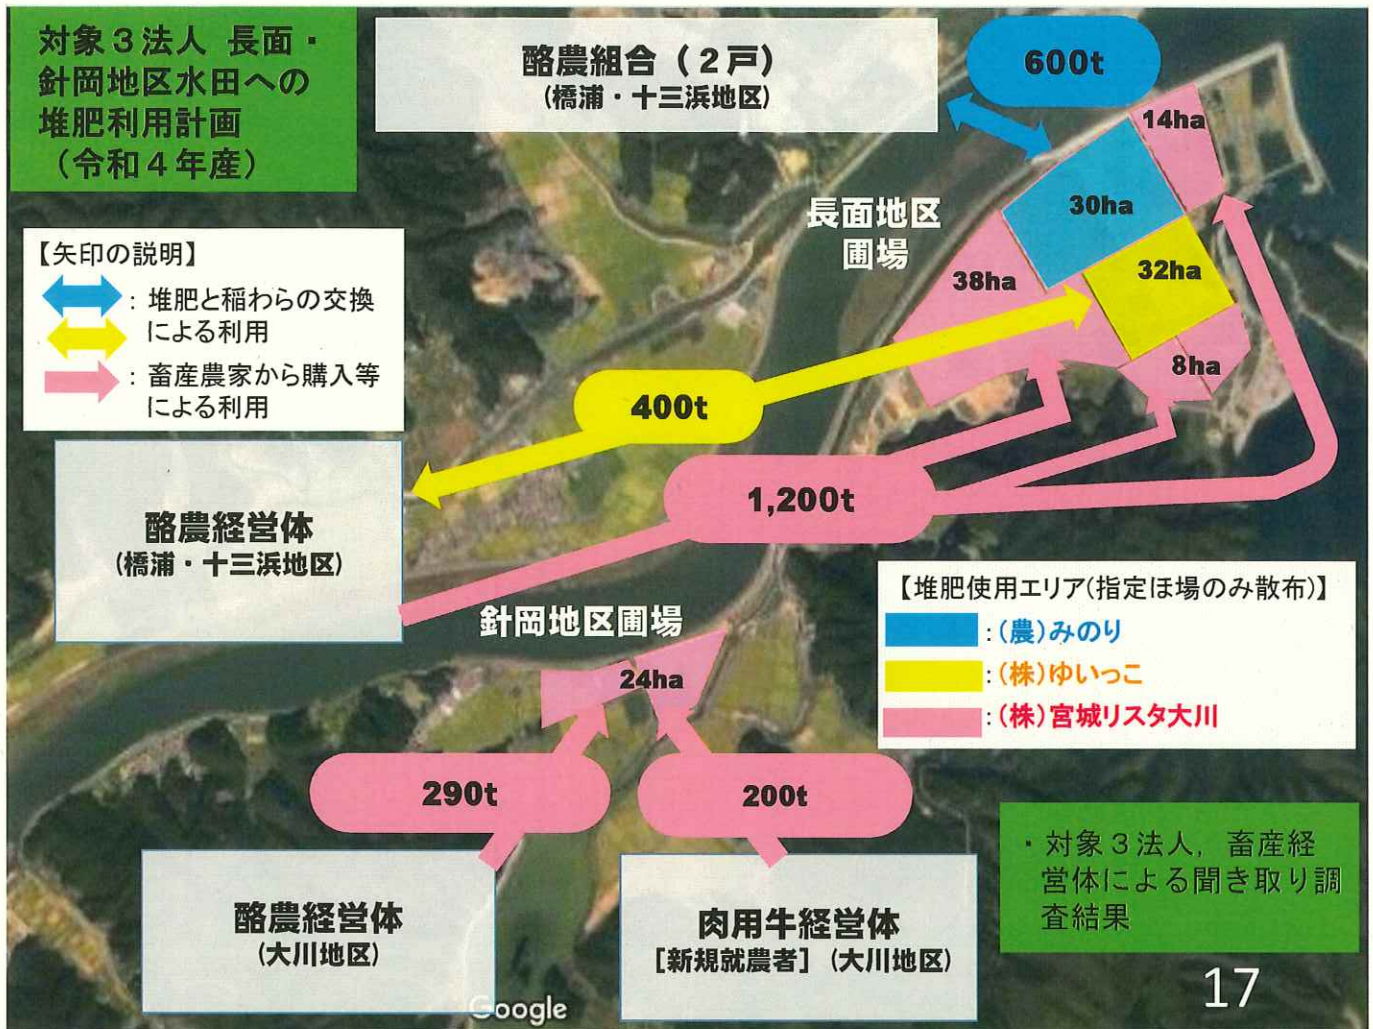 対象３法人 長面・
針岡地区水田への
堆肥利用計画
（令和４年産）
酪農組合（２戸）
(橋浦・十三浜地区)
600t
14ha
30ha
長面地区
圃場
38ha
32ha
8ha
【矢印の説明】
：堆肥と稲わらの交換
による利用
：畜産農家から購入等
による利用
400t
1,200t
酪農経営体
(橋浦・十三浜地区)
針岡地区圃場
24ha
【堆肥使用エリア(指定ほ場のみ散布)】
：(農)みのり
：(株)ゆいっこ
：(株)宮城リスタ大川
290t
200t
酪農経営体
(大川地区)
肉用牛経営体
［新規就農者］(大川地区)
・対象３法人，畜産経
営体による聞き取り調
査結果
17
Google